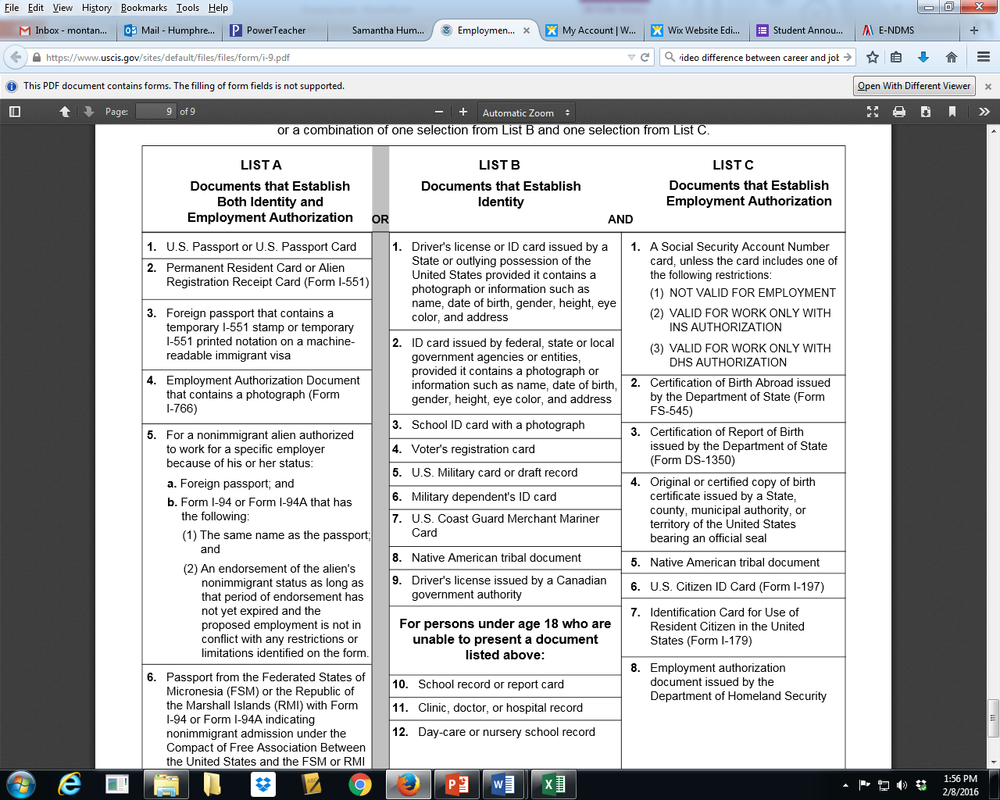 File Edit View History Bookmarks Tools Help
Inbox - montan... Mail - Humphre... PowerTeacher Samantha Hum... Employmen... My Account | W... Wix Website Edi... Student Annou... E-NDMS
https://www.uscis.gov/sites/default/files/files/form/i-9.pdf
video difference between career and job
This PDF document contains forms. The filling of form fields is not supported.
Open With Different Viewer
Page: 9 of 9
Automatic Zoom
or a combination of one selection from List B and one selection from List C.
LIST A
Documents that Establish
Both Identity and
Employment Authorization
OR
LIST B
Documents that Establish
Identity
AND
LIST C
Documents that Establish
Employment Authorization
1. U.S. Passport or U.S. Passport Card
2. Permanent Resident Card or Alien
Registration Receipt Card (Form I-551)
3. Foreign passport that contains a
temporary I-551 stamp or temporary
I-551 printed notation on a machine-
readable immigrant visa
4. Employment Authorization Document
that contains a photograph (Form
I-766)
5. For a nonimmigrant alien authorized
to work for a specific employer
because of his or her status:
a. Foreign passport; and
b. Form I-94 or Form I-94A that has
the following:
(1) The same name as the passport;
and
(2) An endorsement of the alien's
nonimmigrant status as long as
that period of endorsement has
not yet expired and the
proposed employment is not in
conflict with any restrictions or
limitations identified on the form.
6. Passport from the Federated States of
Micronesia (FSM) or the Republic of
the Marshall Islands (RMI) with Form
I-94 or Form I-94A indicating
nonimmigrant admission under the
Compact of Free Association Between
the United States and the FSM or RMI
1. Driver's license or ID card issued by a
State or outlying possession of the
United States provided it contains a
photograph or information such as
name, date of birth, gender, height, eye
color, and address
2. ID card issued by federal, state or local
government agencies or entities,
provided it contains a photograph or
information such as name, date of birth,
gender, height, eye color, and address
3. School ID card with a photograph
4. Voter's registration card
5. U.S. Military card or draft record
6. Military dependent's ID card
7. U.S. Coast Guard Merchant Mariner
Card
8. Native American tribal document
9. Driver's license issued by a Canadian
government authority
For persons under age 18 who are
unable to present a document
listed above:
10. School record or report card
11. Clinic, doctor, or hospital record
12. Day-care or nursery school record
1. A Social Security Account Number
card, unless the card includes one of
the following restrictions:
(1) NOT VALID FOR EMPLOYMENT
(2) VALID FOR WORK ONLY WITH
INS AUTHORIZATION
(3) VALID FOR WORK ONLY WITH
DHS AUTHORIZATION
2. Certification of Birth Abroad issued
by the Department of State (Form
FS-545)
3. Certification of Report of Birth
issued by the Department of State
(Form DS-1350)
4. Original or certified copy of birth
certificate issued by a State,
county, municipal authority, or
territory of the United States
bearing an official seal
5. Native American tribal document
6. U.S. Citizen ID Card (Form I-197)
7. Identification Card for Use of
Resident Citizen in the United
States (Form I-179)
8. Employment authorization
document issued by the
Department of Homeland Security
1:56 PM
2/8/2016